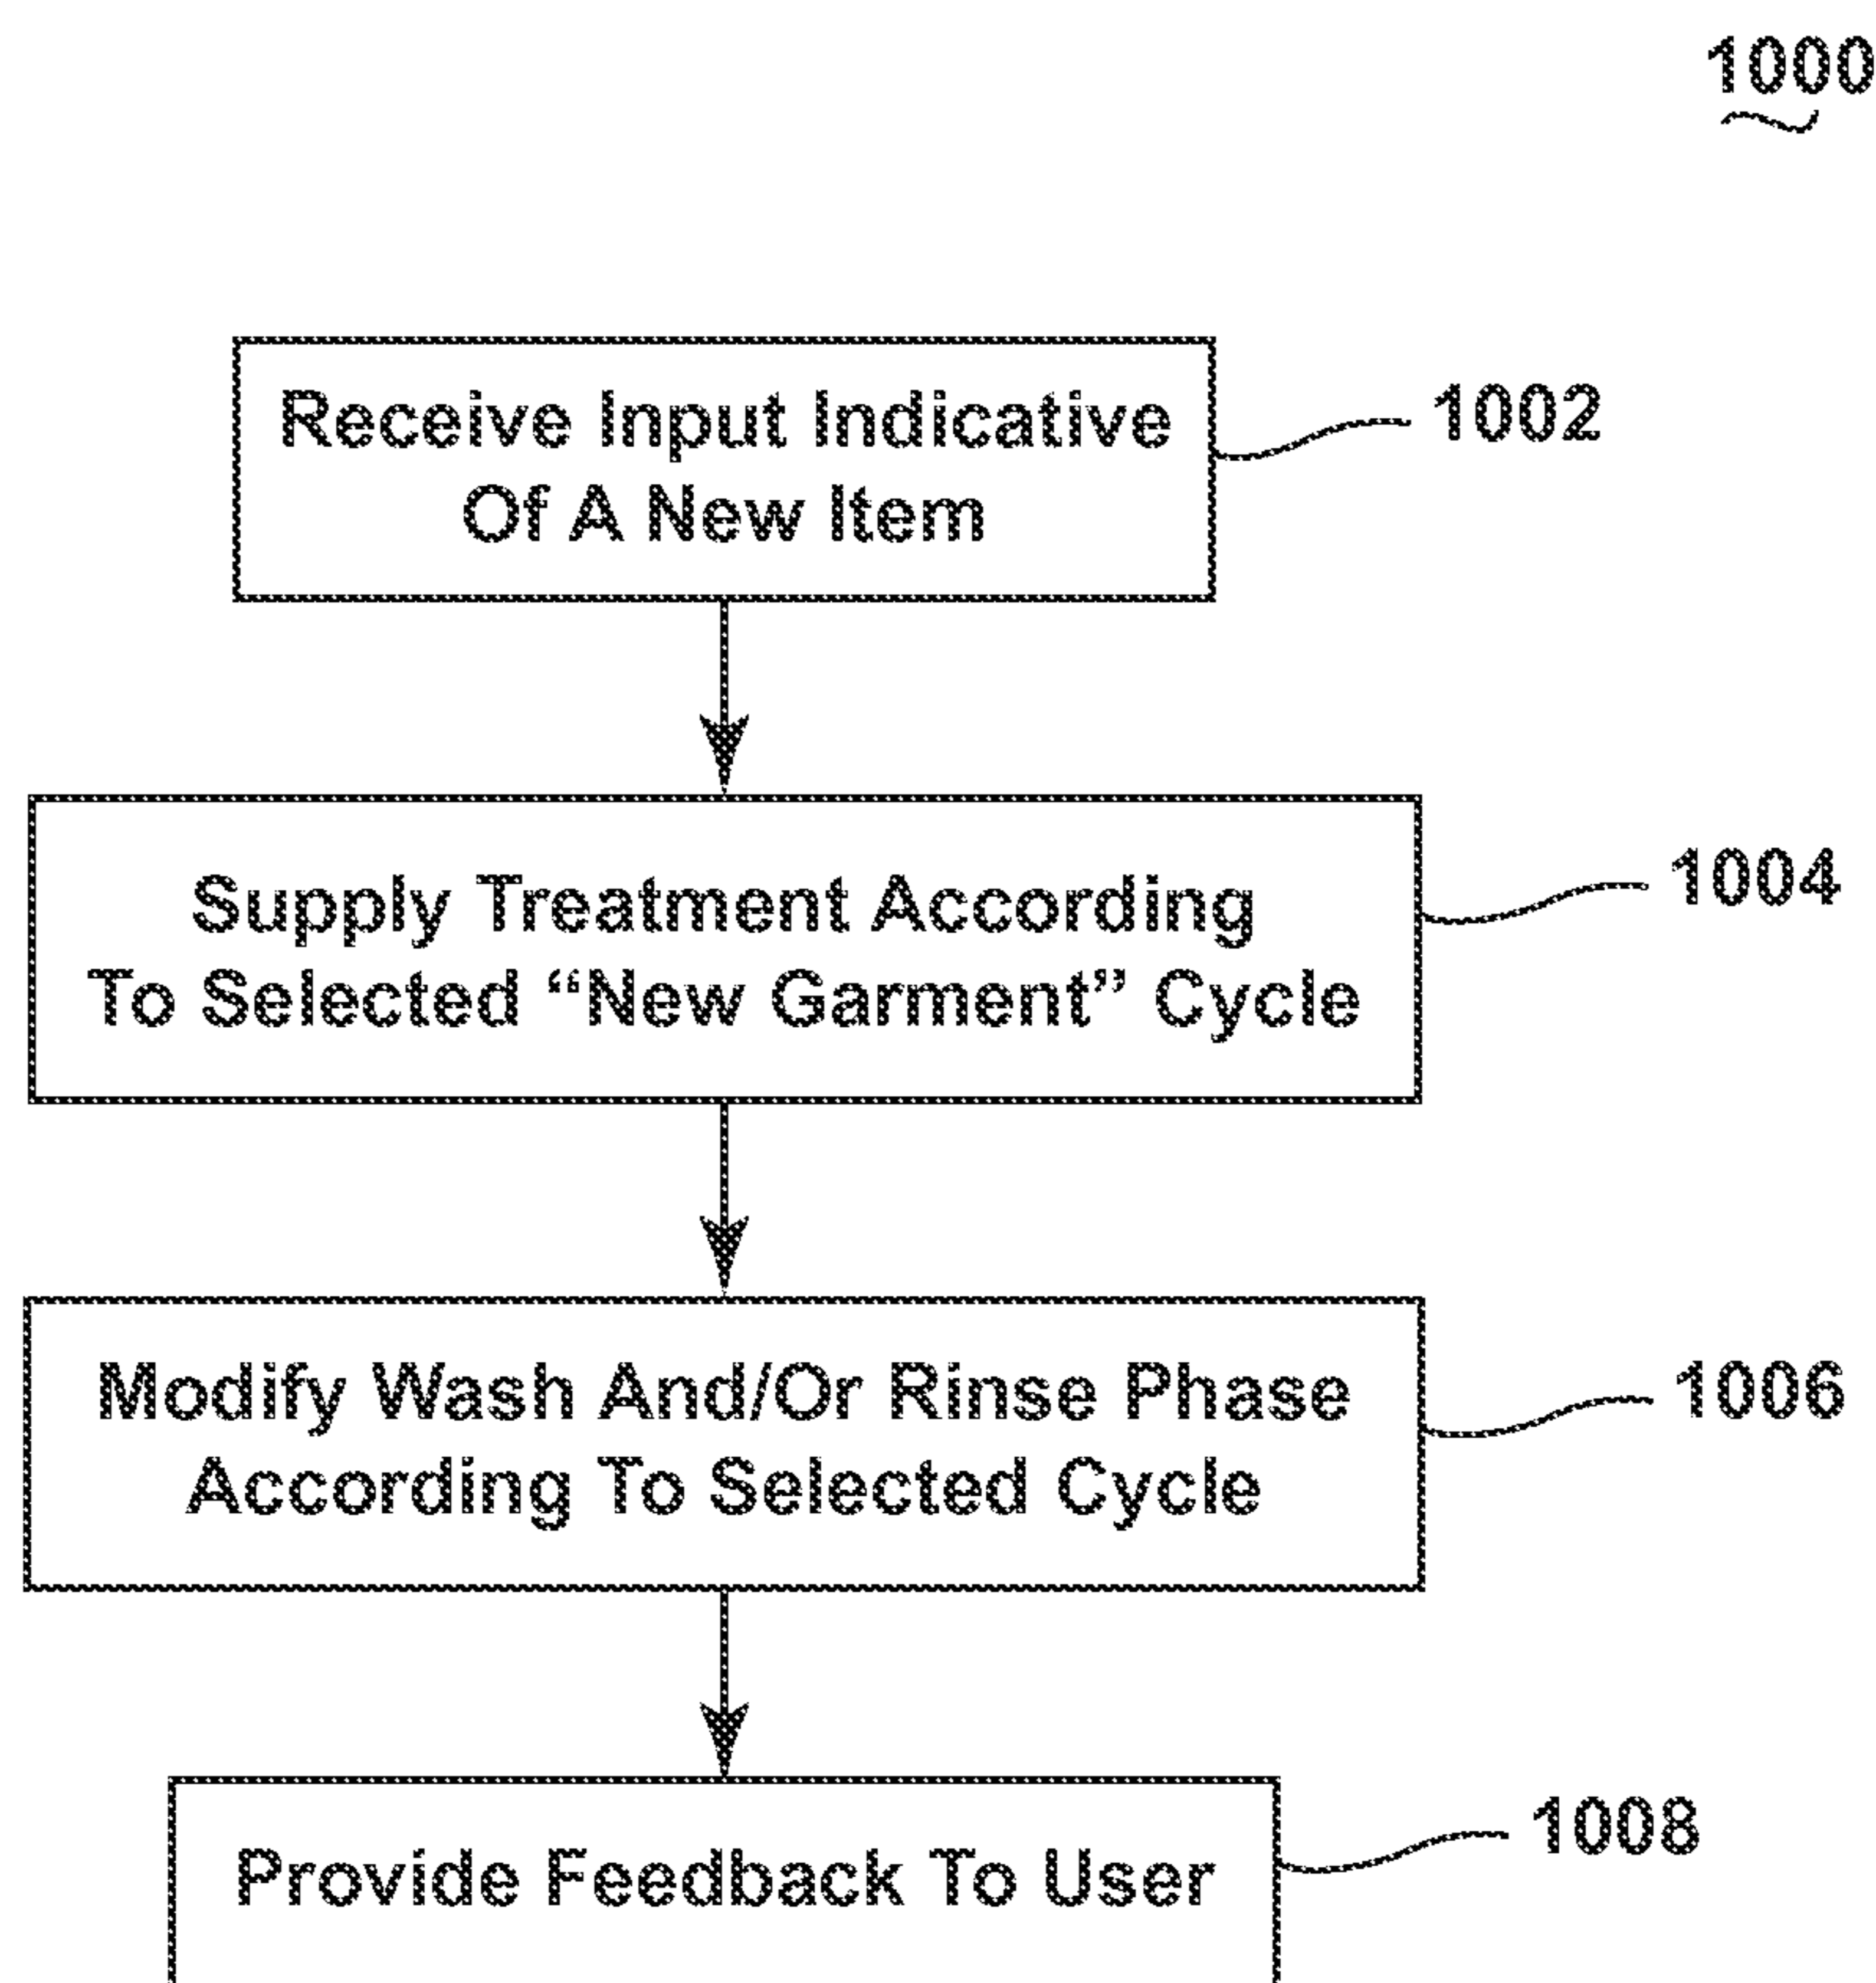 1000
Receive Input Indicative
Of A New Item
1002
Supply Treatment According
To Selected “New Garment” Cycle
1004
Modify Wash And/Or Rinse Phase
According To Selected Cycle
1006
Provide Feedback To User
1008